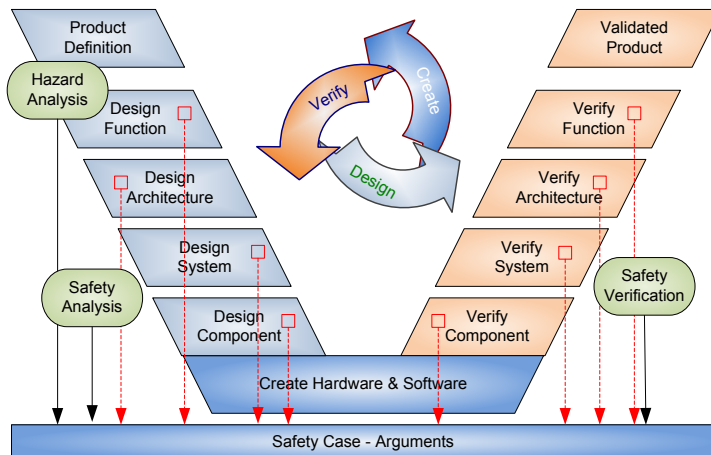 Product
Definition
Validated
Product
Hazard
Analysis
Create
Verify
Design
Design
Function
Verify
Function
Design
Architecture
Verify
Architecture
Design
System
Verify
System
Safety
Analysis
Safety
Verification
Design
Component
Verify
Component
Create Hardware & Software
Safety Case - Arguments